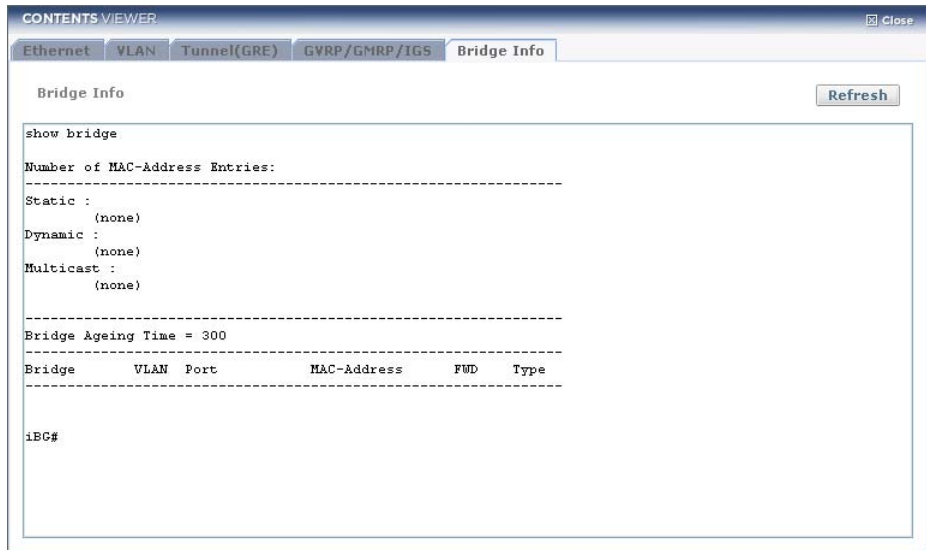 CONTENTS VIEWER
Close
Ethernet VLAN Tunnel(GRE) GVRP/GMRP/IGS Bridge Info
Bridge Info
Refresh
show bridge
Number of MAC-Address Entries:
----------------------------------------------------------------
Static :
(none)
Dynamic :
(none)
Multicast :
(none)
----------------------------------------------------------------
Bridge Ageing Time = 300
----------------------------------------------------------------
Bridge VLAN Port MAC-Address FWD Type
----------------------------------------------------------------
iBG#